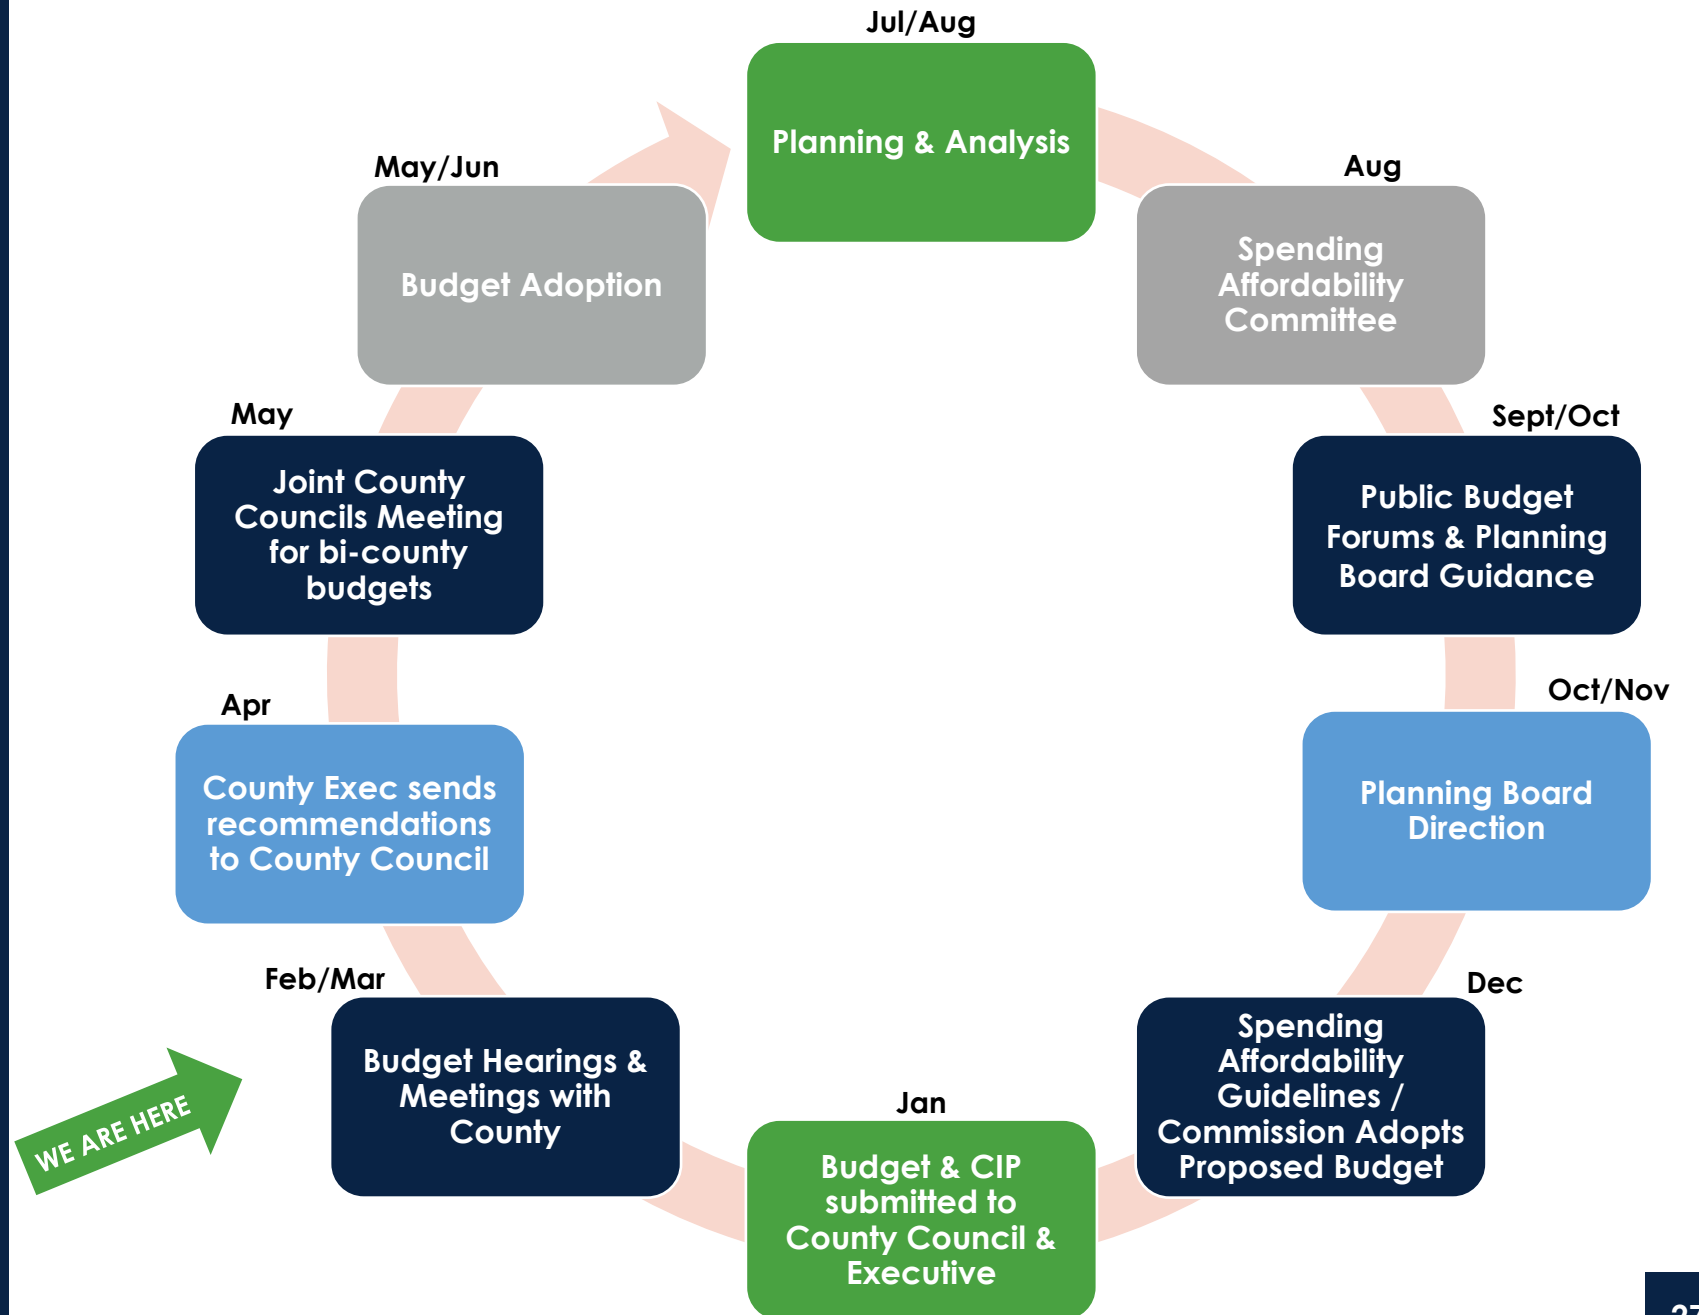 Jul/Aug
Planning & Analysis
Aug
Spending
Affordability
Committee
Sept/Oct
Public Budget
Forums & Planning
Board Guidance
Oct/Nov
Planning Board
Direction
Dec
Spending
Affordability
Guidelines /
Commission Adopts
Proposed Budget
Jan
Budget & CIP
submitted to
County Council &
Executive
Feb/Mar
Budget Hearings &
Meetings with
County
WE ARE HERE
Apr
County Exec sends
recommendations
to County Council
May
Joint County
Councils Meeting
for bi-county
budgets
May/Jun
Budget Adoption